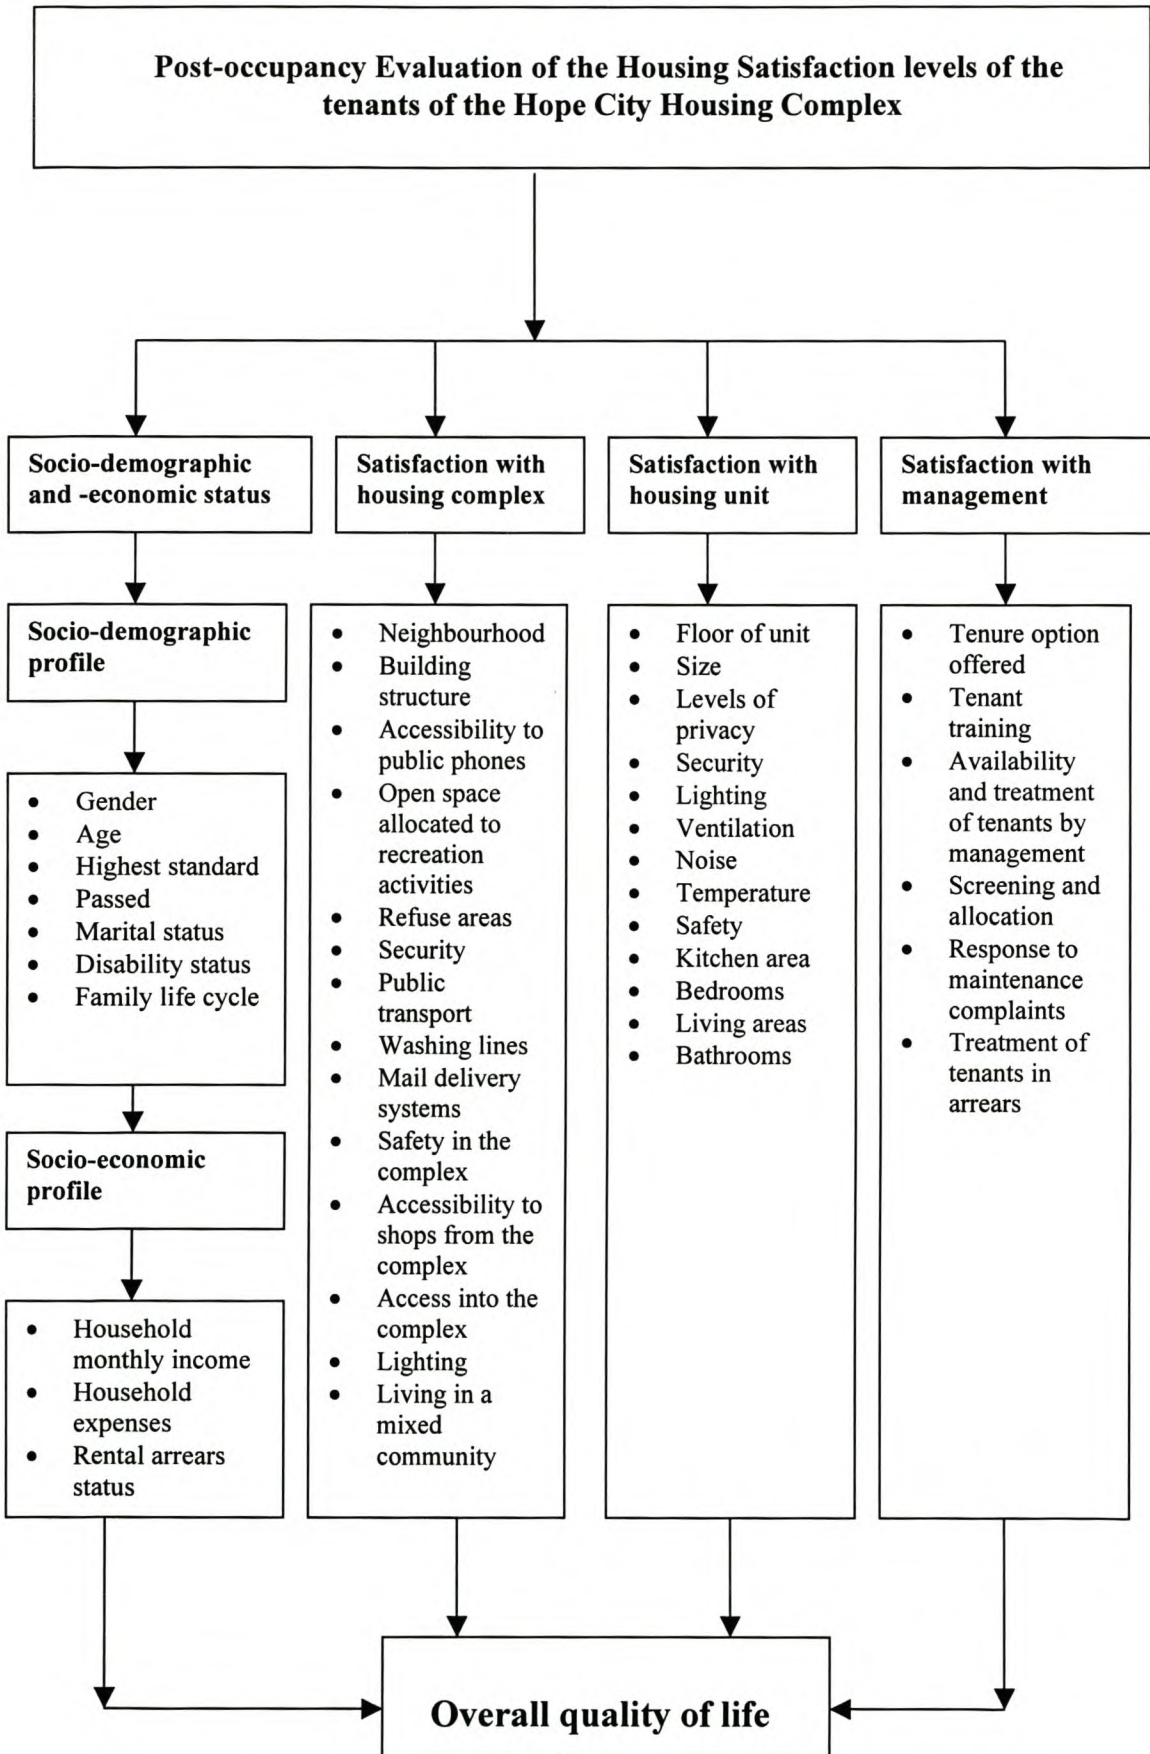 Post-occupancy Evaluation of the Housing Satisfaction levels of the
tenants of the Hope City Housing Complex
Socio-demographic
and -economic status
Socio-demographic
profile
• Gender
• Age
• Highest standard
• Passed
• Marital status
• Disability status
• Family life cycle
Socio-economic
profile
• Household
monthly income
• Household
expenses
• Rental arrears
status
Satisfaction with
housing complex
• Neighbourhood
• Building
structure
• Accessibility to
public phones
• Open space
allocated to
recreation
activities
• Refuse areas
• Security
• Public
transport
• Washing lines
• Mail delivery
systems
• Safety in the
complex
• Accessibility to
shops from the
complex
• Access into the
complex
• Lighting
• Living in a
mixed
community
Satisfaction with
housing unit
• Floor of unit
• Size
• Levels of
privacy
• Security
• Lighting
• Ventilation
• Noise
• Temperature
• Safety
• Kitchen area
• Bedrooms
• Living areas
• Bathrooms
Satisfaction with
management
• Tenure option
offered
• Tenant
training
• Availability
and treatment
of tenants by
management
• Screening and
allocation
• Response to
maintenance
complaints
• Treatment of
tenants in
arrears
Overall quality of life